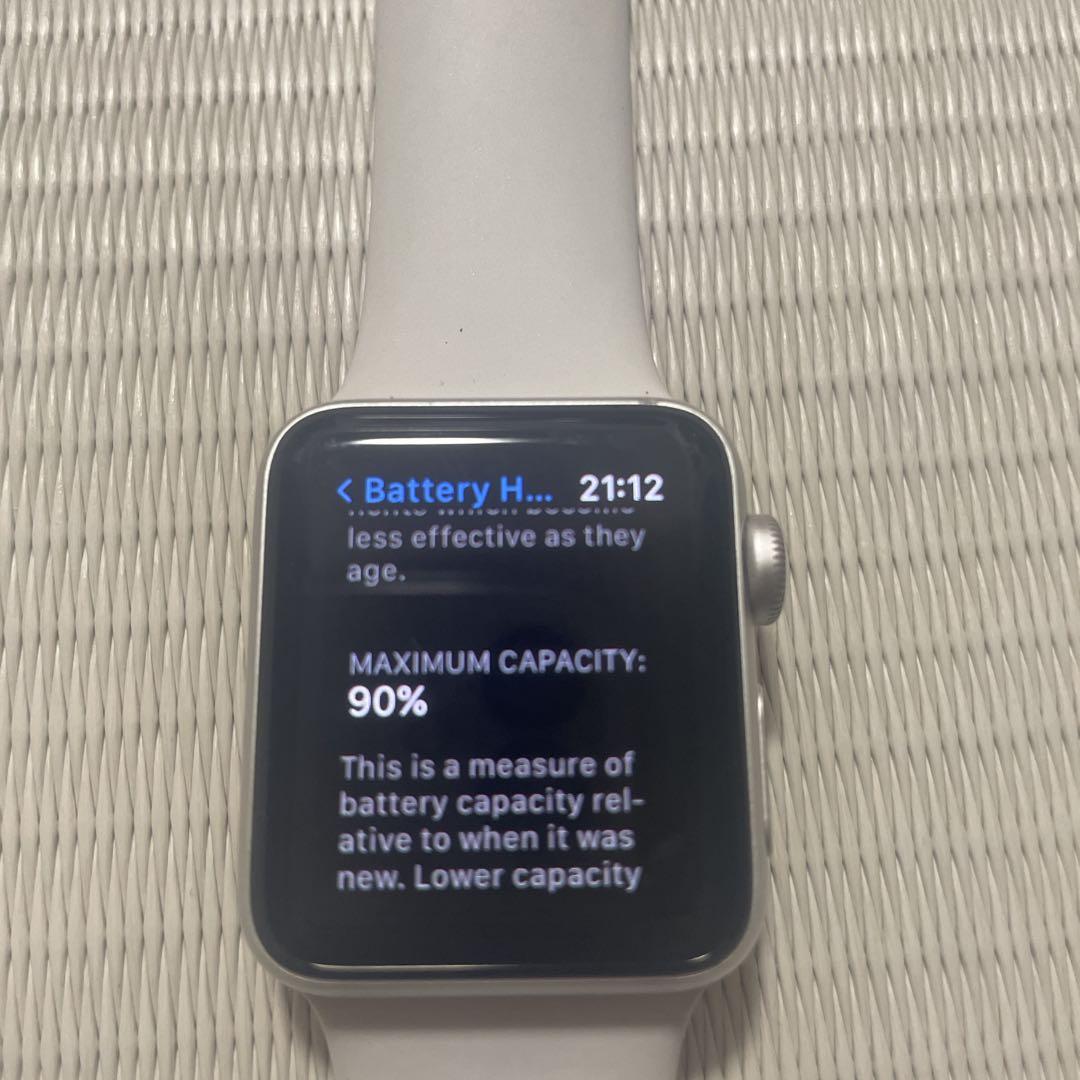 < Battery H... 21:12
less effective as they
age.
MAXIMUM CAPACITY:
90%
This is a measure of
battery capacity rel-
ative to when it was
new. Lower capacity